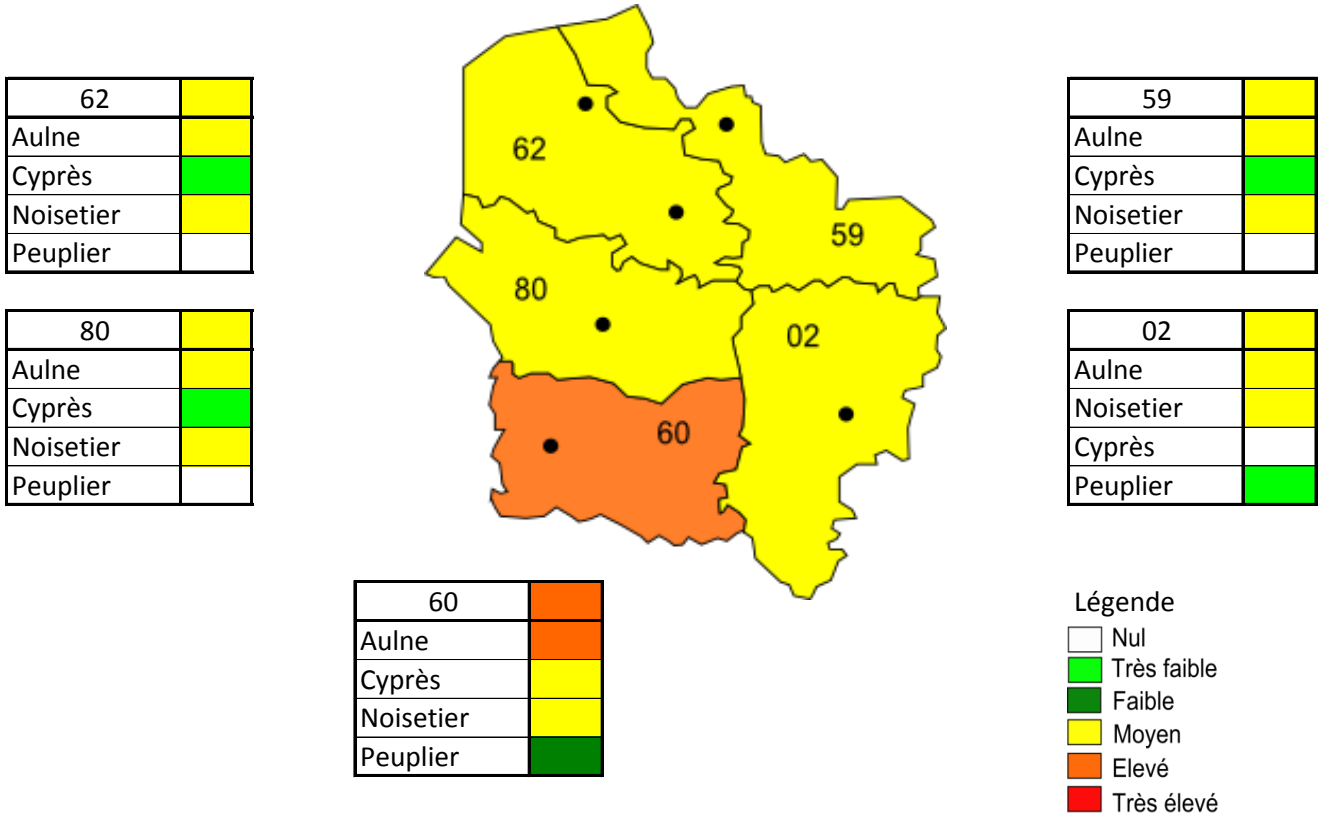 62
Aulne
Cyprès
Noisetier
Peuplier
80
Aulne
Cyprès
Noisetier
Peuplier
62
59
80
02
60
59
Aulne
Cyprès
Noisetier
Peuplier
02
Aulne
Noisetier
Cyprès
Peuplier
60
Aulne
Cyprès
Noisetier
Peuplier
Légende
Nul
Très faible
Faible
Moyen
Elevé
Très élevé